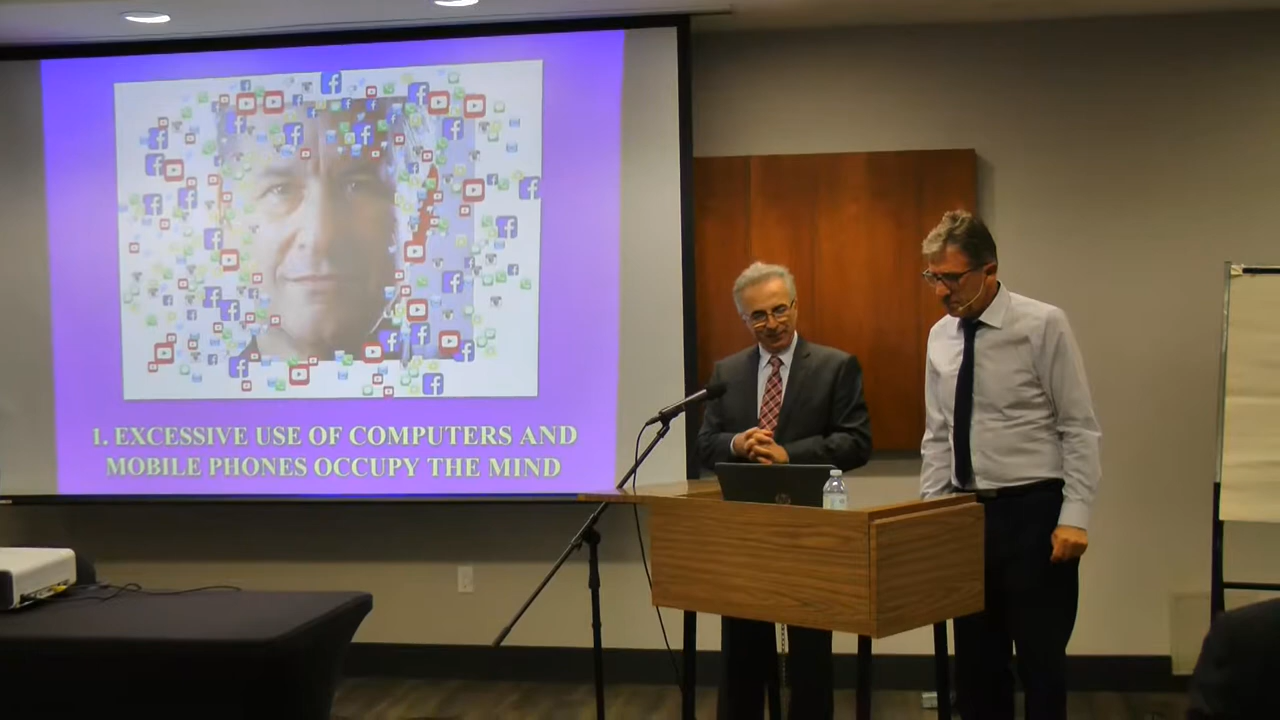 1. EXCESSIVE USE OF COMPUTERS AND
MOBILE PHONES OCCUPY THE MIND